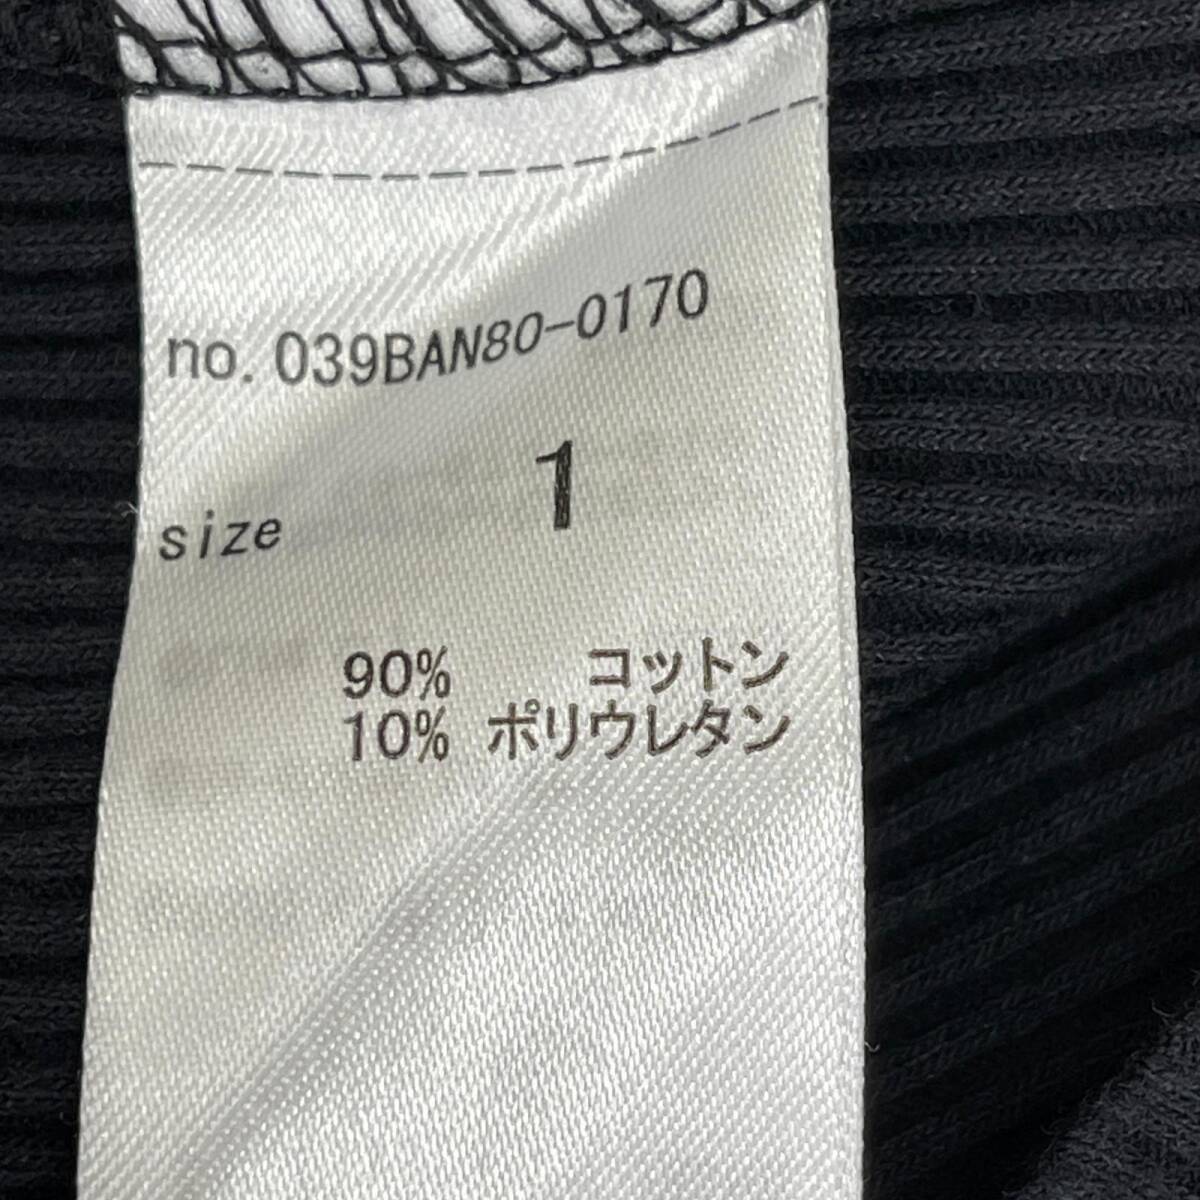 no. 039BAN80-0170
size 1
90% コットン
10% ポリウレタン